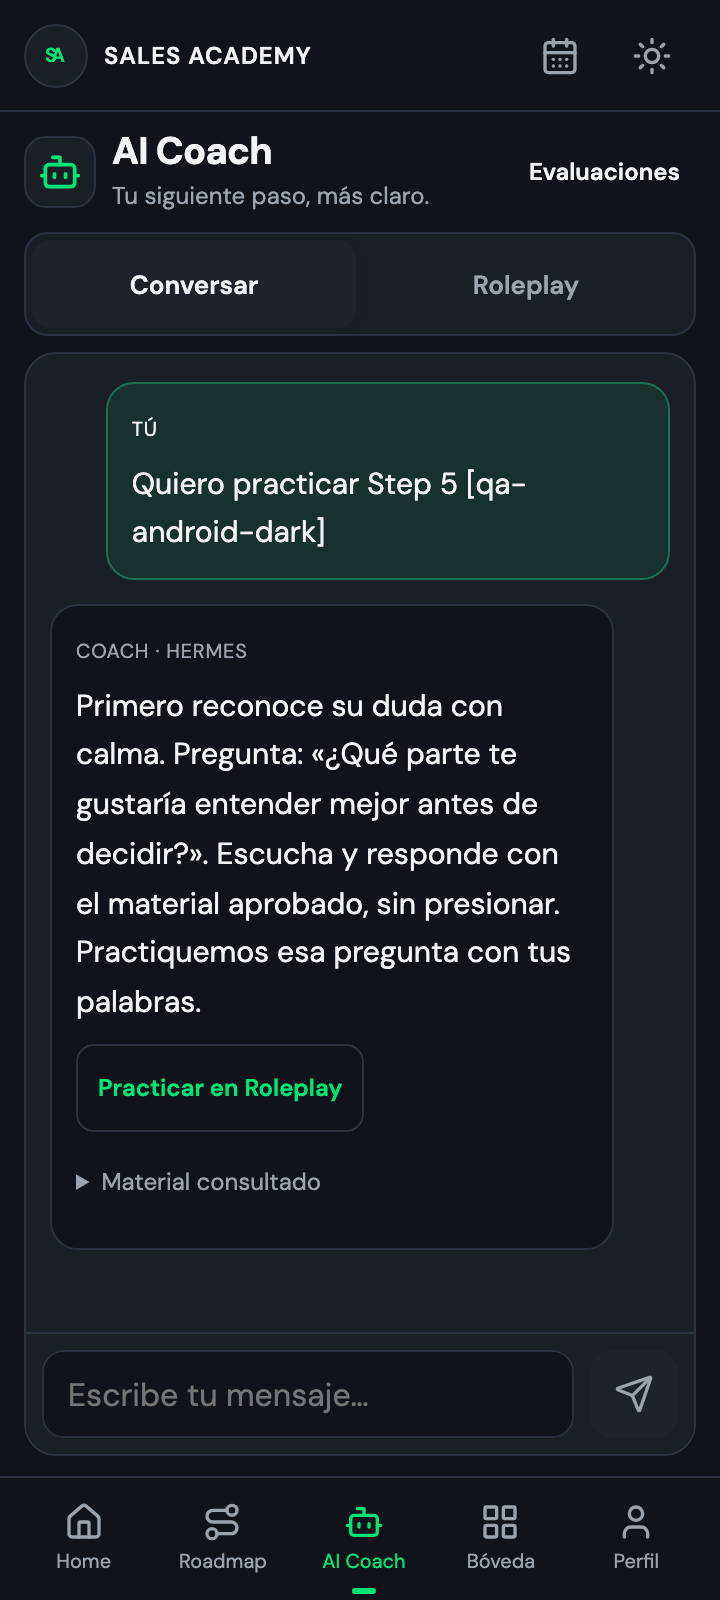 SA SALES ACADEMY
AI Coach
Tu siguiente paso, más claro.
Evaluaciones
Conversar
Roleplay
TÚ
Quiero practicar Step 5 [qa-
android-dark]
COACH · HERMES
Primero reconoce su duda con
calma. Pregunta: «¿Qué parte te
gustaría entender mejor antes de
decidir?». Escucha y responde con
el material aprobado, sin presionar.
Practiquemos esa pregunta con tus
palabras.
Practicar en Roleplay
Material consultado
Escribe tu mensaje...
Home
Roadmap
AI Coach
Bóveda
Perfil